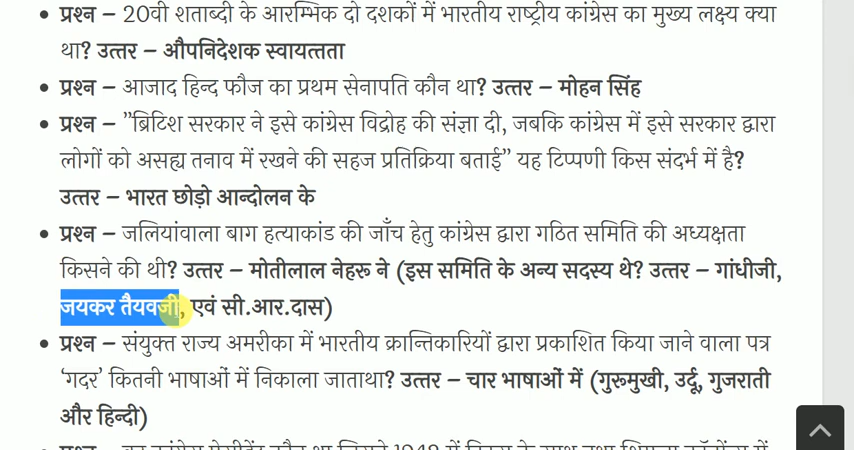 प्रश्न – 20वी शताब्दी के आरम्भिक दो दशकों में भारतीय राष्ट्रीय कांग्रेस का मुख्य लक्ष्य क्या
था? उत्त्तर – औपनिदेशक स्वायत्तता
प्रश्न – आजाद हिन्द फौज का प्रथम सेनापति कौन था? उत्त्तर – मोहन सिंह
प्रश्न – ”ब्रिटिश सरकार ने इसे कांग्रेस विद्रोह की संज्ञा दी, जबकि कांग्रेस में इसे सरकार द्वारा
लोगों को असह्य तनाव में रखने की सहज प्रतिक्रिया बताई” यह टिप्पणी किस संदर्भ में है?
उत्त्तर – भारत छोड़ो आन्दोलन के
प्रश्न – जलियांवाला बाग हत्याकांड की जाँच हेतु कांग्रेस द्वारा गठित समिति की अध्यक्षता
किसने की थी? उत्त्तर – मोतीलाल नेहरू ने (इस समिति के अन्य सदस्य थे? उत्त्तर – गांधीजी,
जयकर तैयवजी, एवं सी.आर.दास)
प्रश्न – संयुक्त राज्य अमरीका में भारतीय क्रान्तिकारियों द्वारा प्रकाशित किया जाने वाला पत्र
‘गदर’ कितनी भाषाओं में निकाला जाताथा? उत्त्तर – चार भाषाओं में (गुरूमुखी, उर्दू, गुजराती
और हिन्दी)